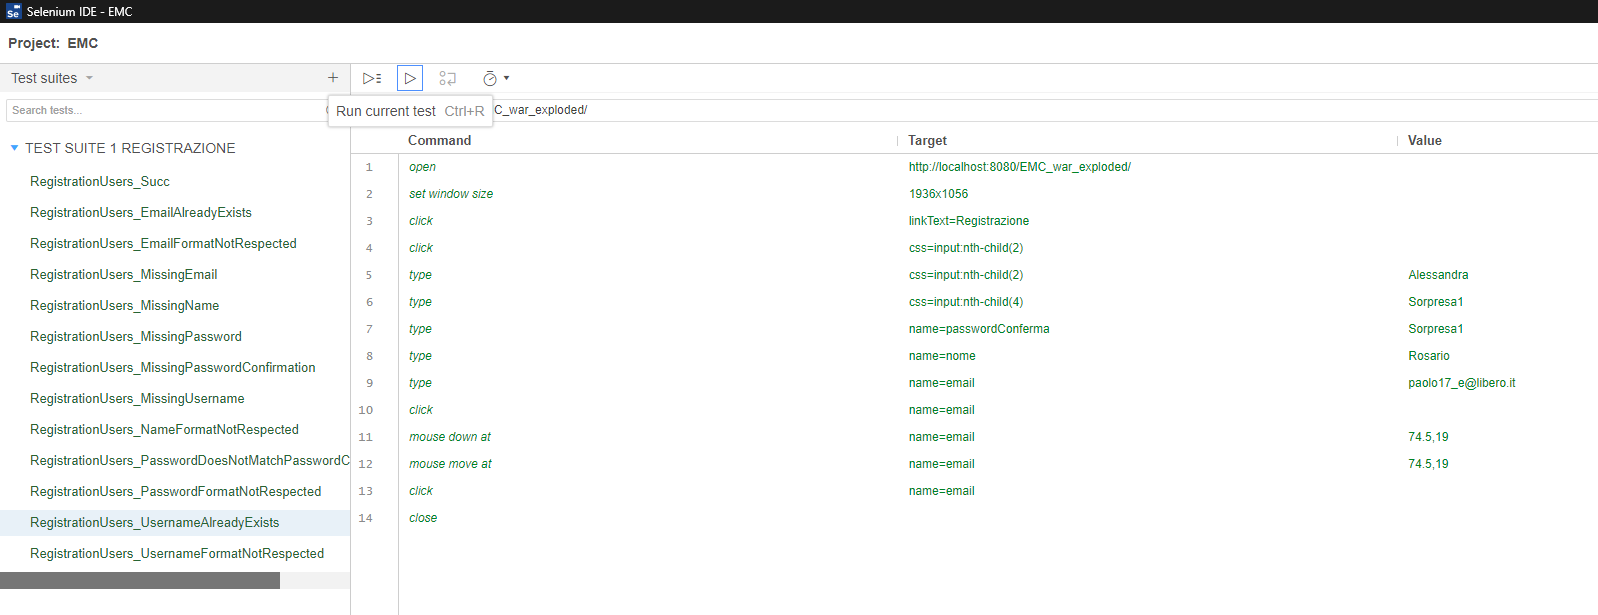 Selenium IDE - EMC
Project: EMC
Test suites
Search tests...
Run current test Ctrl+R
C_war_exploded/
TEST SUITE 1 REGISTRAZIONE
RegistrationUsers_Succ
RegistrationUsers_EmailAlreadyExists
RegistrationUsers_EmailFormatNotRespected
RegistrationUsers_MissingEmail
RegistrationUsers_MissingName
RegistrationUsers_MissingPassword
RegistrationUsers_MissingPasswordConfirmation
RegistrationUsers_MissingUsername
RegistrationUsers_NameFormatNotRespected
RegistrationUsers_PasswordDoesNotMatchPasswordC
RegistrationUsers_PasswordFormatNotRespected
RegistrationUsers_UsernameAlreadyExists
RegistrationUsers_UsernameFormatNotRespected
Command Target Value
1 open http://localhost:8080/EMC_war_exploded/
2 set window size 1936x1056
3 click linkText=Registrazione
4 click css=input:nth-child(2)
5 type css=input:nth-child(2) Alessandra
6 type css=input:nth-child(4) Sorpresa1
7 type name=passwordConferma Sorpresa1
8 type name=nome Rosario
9 type name=email paolo17_e@libero.it
10 click name=email
11 mouse down at name=email 74.5,19
12 mouse move at name=email 74.5,19
13 click name=email
14 close